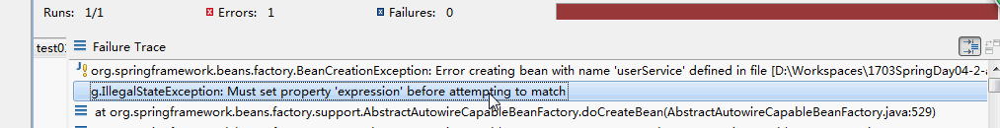 Runs: 1/1 Errors: 1 Failures: 0
Failure Trace
org.springframework.beans.factory.BeanCreationException: Error creating bean with name 'userService' defined in file [D:\Workspaces\1703SpringDay04-2-a
g.IllegalStateException: Must set property 'expression' before attempting to match
at org.springframework.beans.factory.support.AbstractAutowireCapableBeanFactory.doCreateBean(AbstractAutowireCapableBeanFactory.java:529)